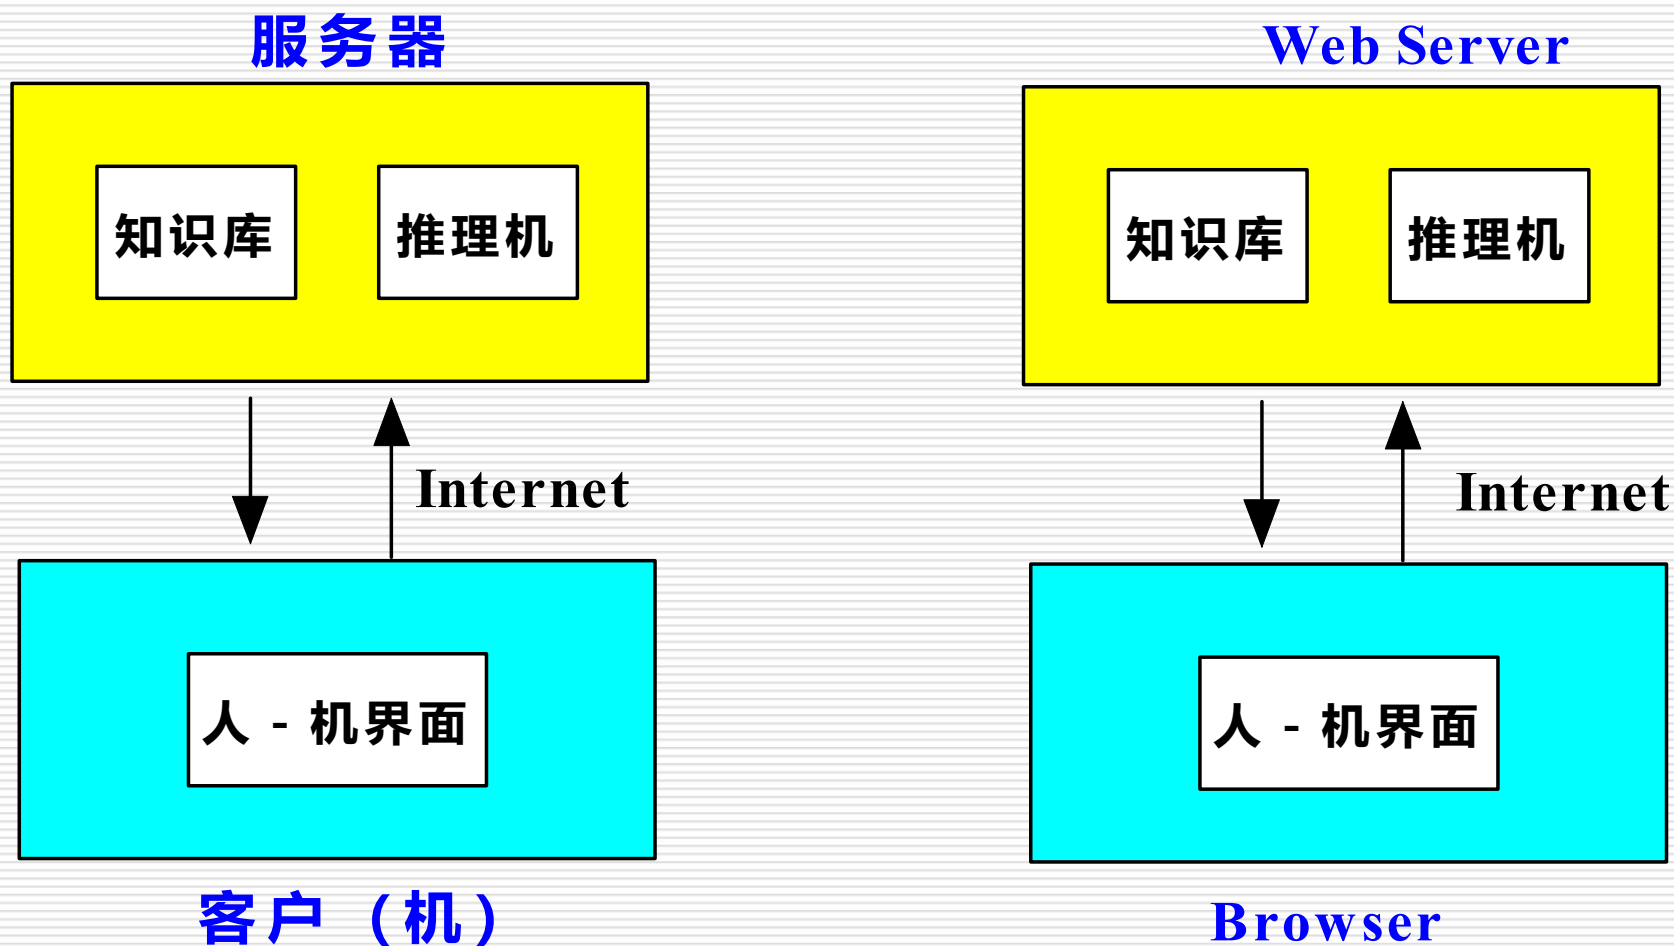 服务器
知识库
推理机
Internet
人 - 机界面
客户（机）
Web Server
知识库
推理机
Internet
人 - 机界面
Browser